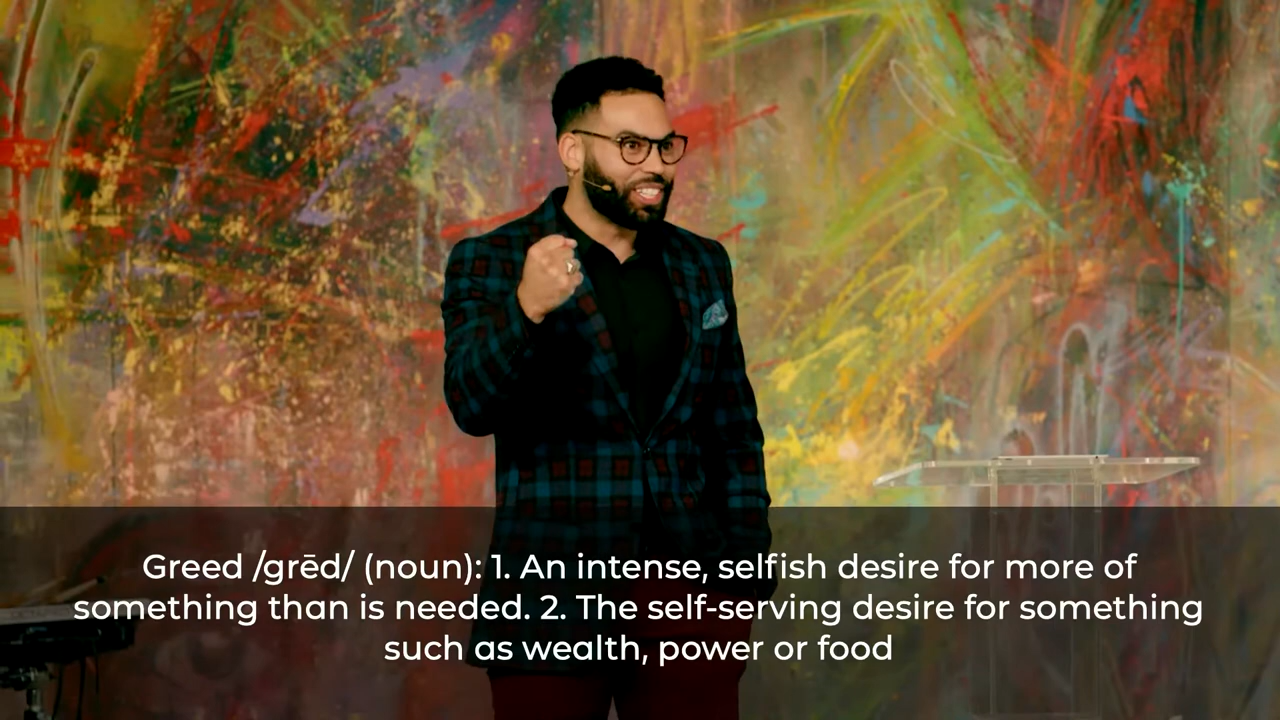 Greed /grēd/ (noun): 1. An intense, selfish desire for more of
something than is needed. 2. The self-serving desire for something
such as wealth, power or food